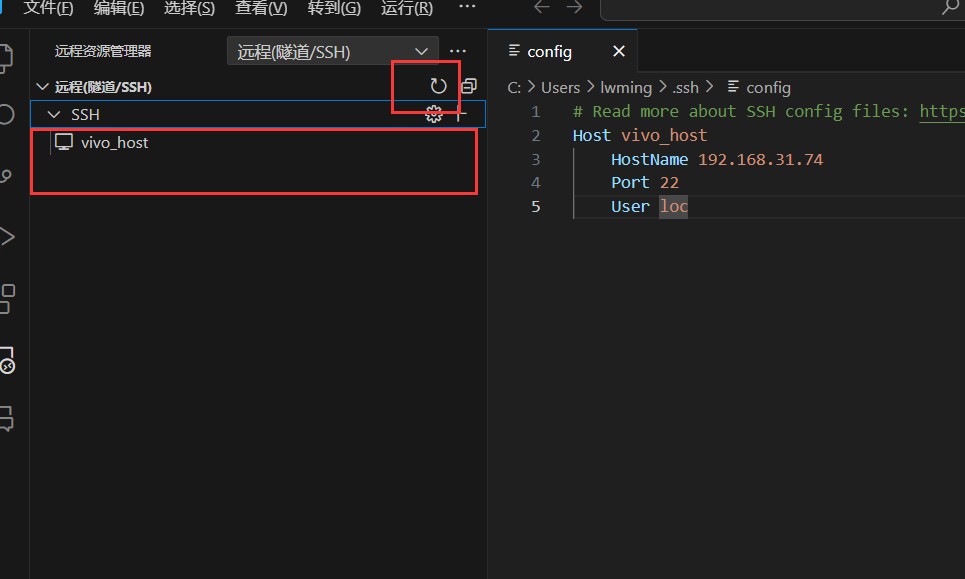 文件(F) 编辑(E) 选择(S) 查看(V) 转到(G) 运行(R) ···
远程资源管理器 远程(隧道/SSH) ···
远程(隧道/SSH)
SSH
vivo_host
config
C: > Users > lwming > .ssh > config
1 # Read more about SSH config files: https
2 Host vivo_host
3 HostName 192.168.31.74
4 Port 22
5 User loc